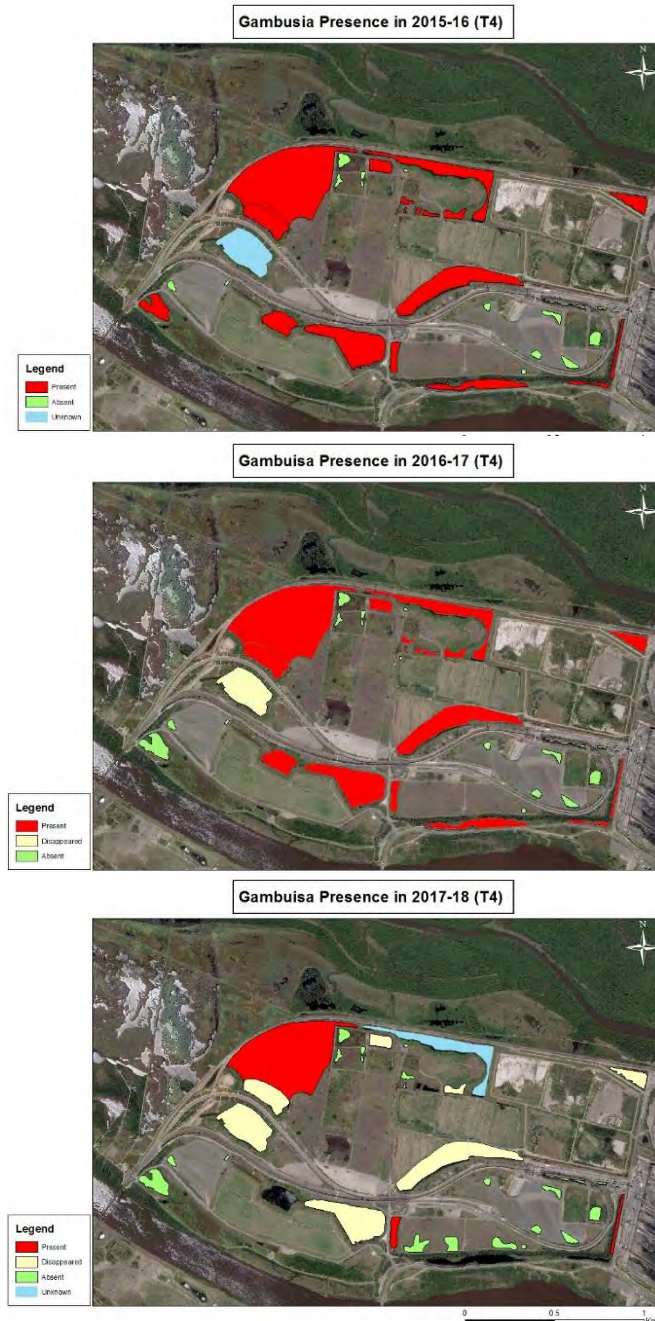 Gambusia Presence in 2015-16 (T4)
N
Legend
Present
Absent
Unknown
Gambuisa Presence in 2016-17 (T4)
N
Legend
Present
Disappeared
Absent
Gambuisa Presence in 2017-18 (T4)
N
Legend
Present
Disappeared
Absent
Unknown
0 0.5 1